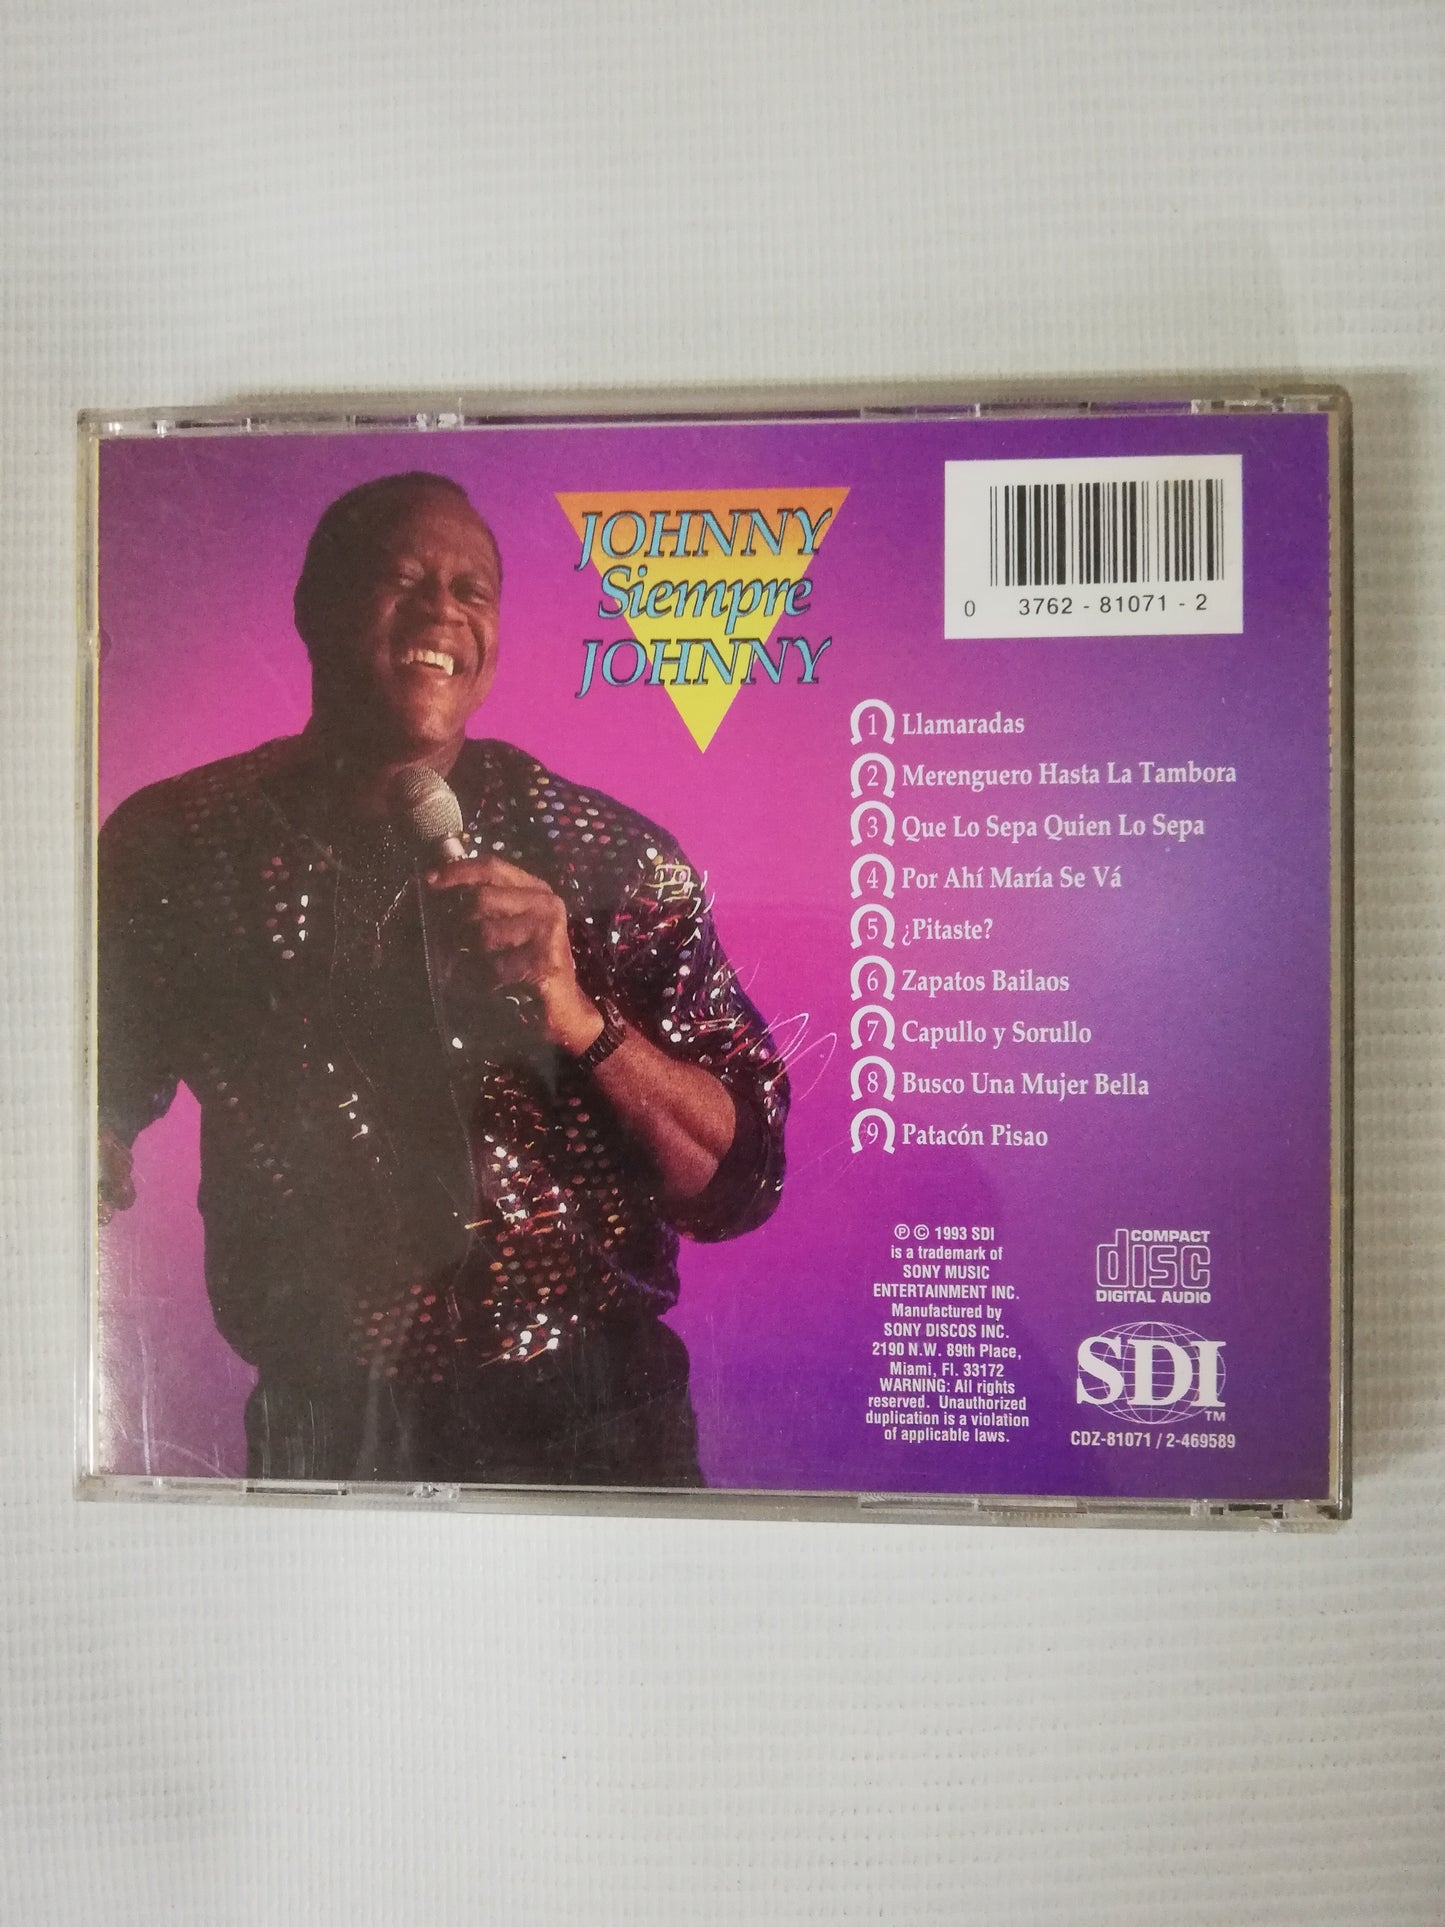 JOHNNY
Siempre
JOHNNY
0 3762 - 81071 - 2
1 Llamaradas
2 Merenguero Hasta La Tambora
3 Que Lo Sepa Quien Lo Sepa
4 Por Ahí María Se Vá
5 ¿Pitaste?
6 Zapatos Bailaos
7 Capullo y Sorullo
8 Busco Una Mujer Bella
9 Patacón Pisao
℗ © 1993 SDI
is a trademark of
SONY MUSIC
ENTERTAINMENT INC.
Manufactured by
SONY DISCOS INC.
2190 N.W. 89th Place,
Miami, Fl. 33172
WARNING: All rights
reserved. Unauthorized
duplication is a violation
of applicable laws.
COMPACT
disc
DIGITAL AUDIO
SDI
TM
CDZ-81071 / 2-469589